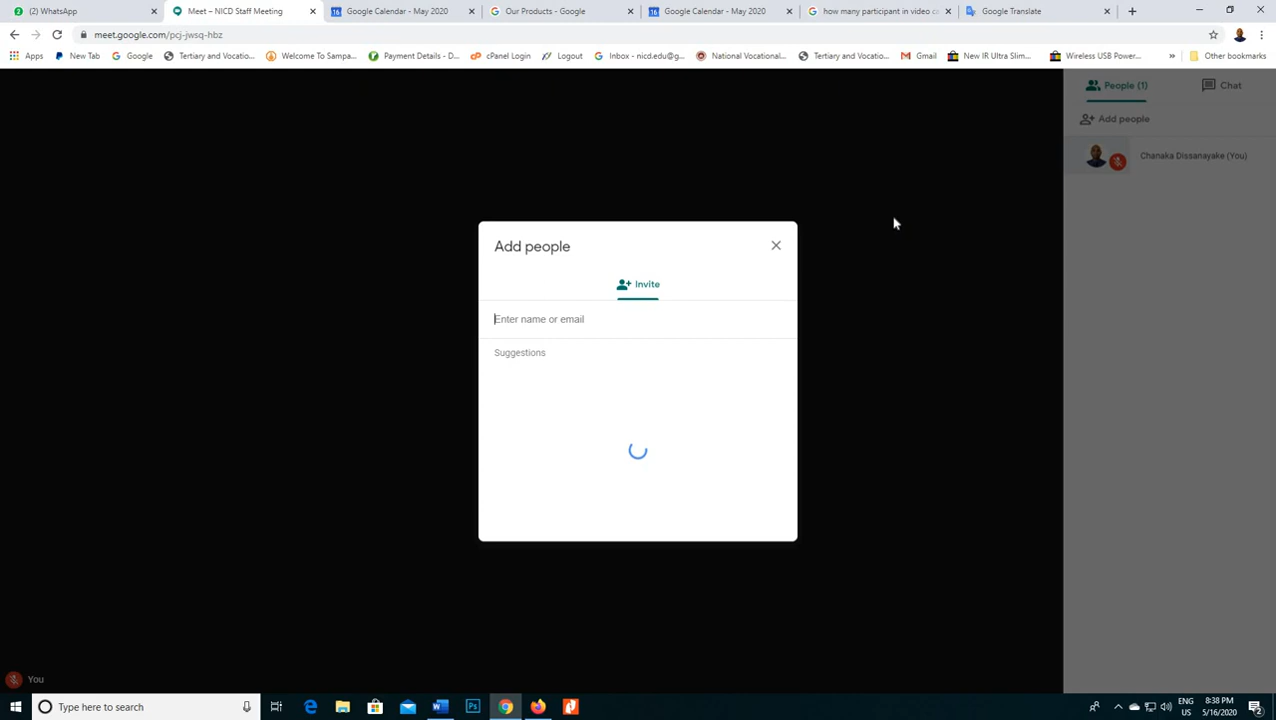 (2) WhatsApp
Meet – NICD Staff Meeting
Google Calendar - May 2020
Our Products - Google
Google Calendar - May 2020
how many participant in video c
Google Translate
meet.google.com/pcj-jwsq-hbz
Apps
New Tab
Google
Tertiary and Vocatio...
Welcome To Sampa...
Payment Details - D...
cPanel Login
Logout
Inbox - nicd.edu@g...
National Vocational...
Tertiary and Vocatio...
Gmail
New IR Ultra Slim...
Wireless USB Power...
Other bookmarks
People (1)
Chat
Add people
Chanaka Dissanayake (You)
Add people
Invite
Enter name or email
Suggestions
You
Type here to search
ENG
US
8:38 PM
5/16/2020